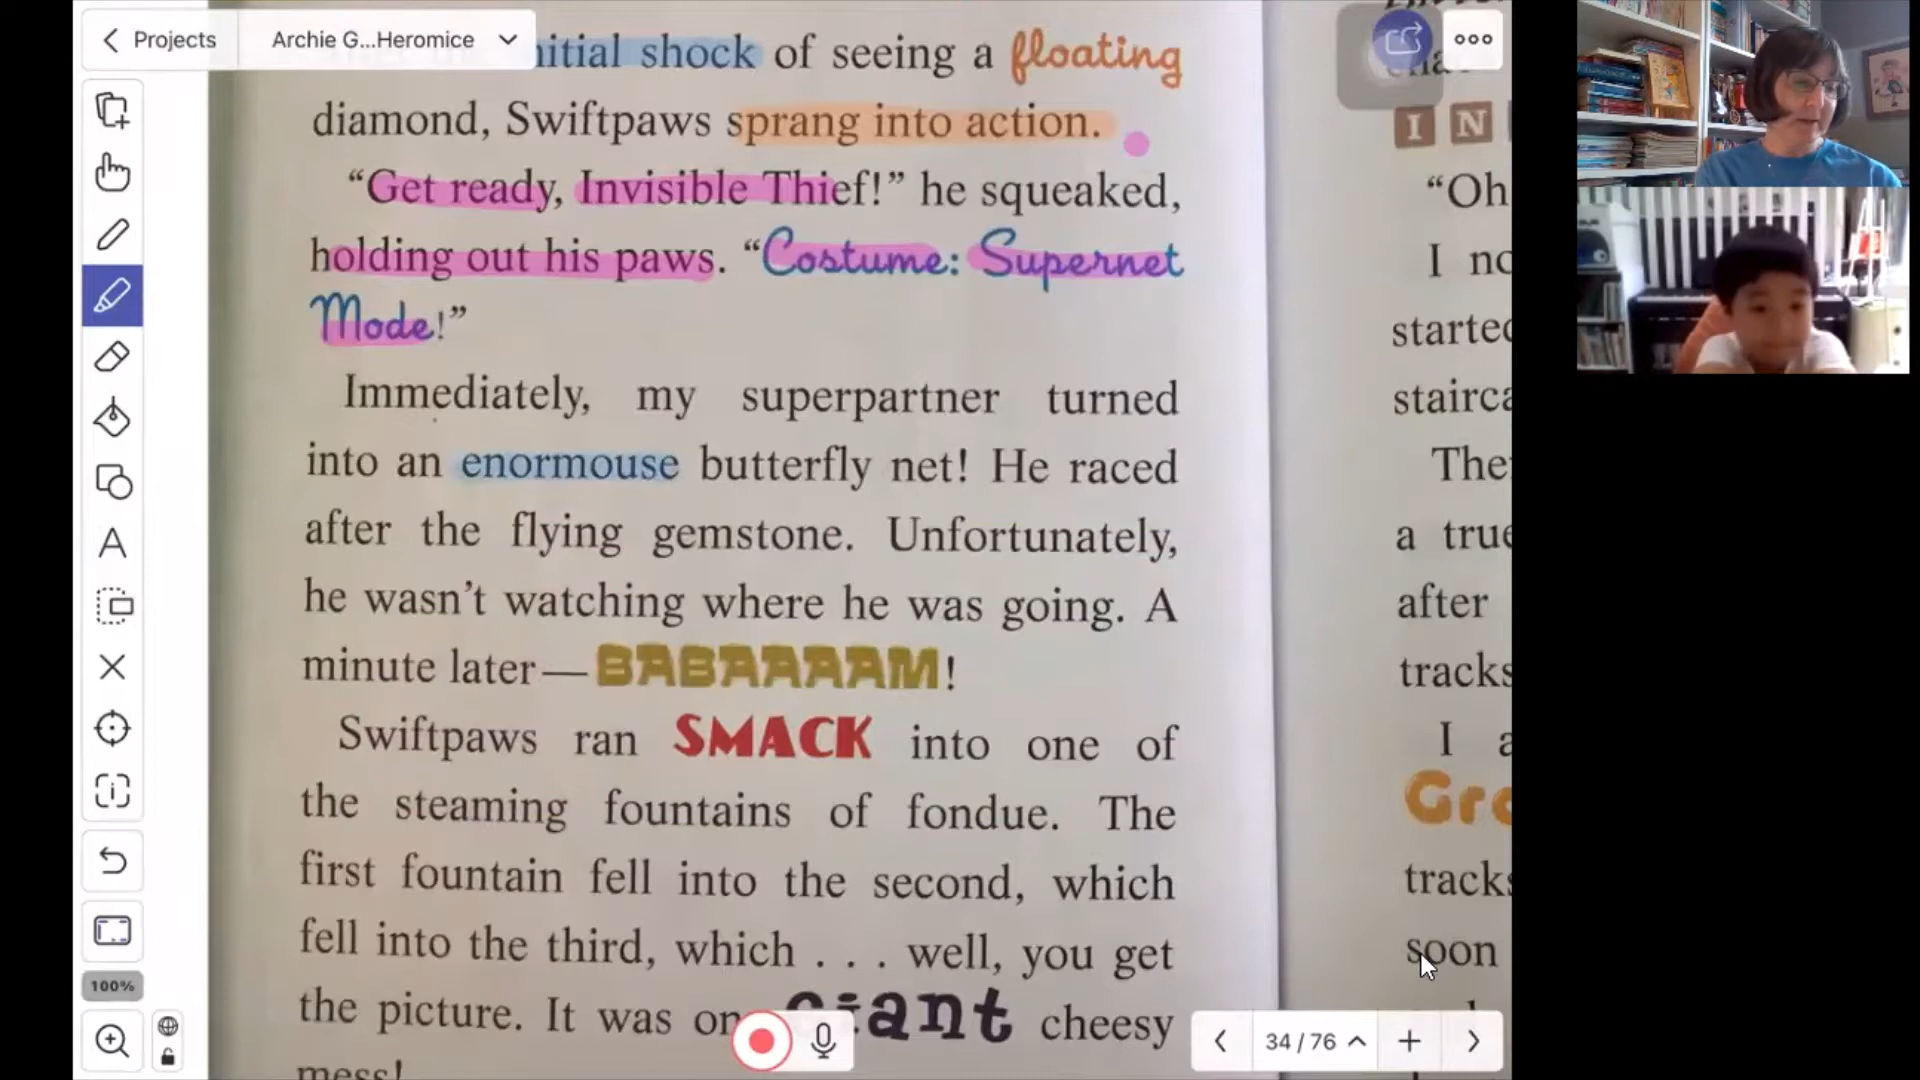 Projects
Archie G...Heromice
nitial shock of seeing a floating
diamond, Swiftpaws sprang into action.
“Get ready, Invisible Thief!” he squeaked,
holding out his paws. “Costume: Supernet
Mode!”
Immediately, my superpartner turned
into an enormouse butterfly net! He raced
after the flying gemstone. Unfortunately,
he wasn’t watching where he was going. A
minute later—BABAAAAAM!
Swiftpaws ran SMACK into one of
the steaming fountains of fondue. The
first fountain fell into the second, which
fell into the third, which . . . well, you get
the picture. It was on giant cheesy
mess!
I N
“Oh
I no
started
stairca
The
a true
after
tracks
I a
Gro
tracks
soon
100%
34 / 76